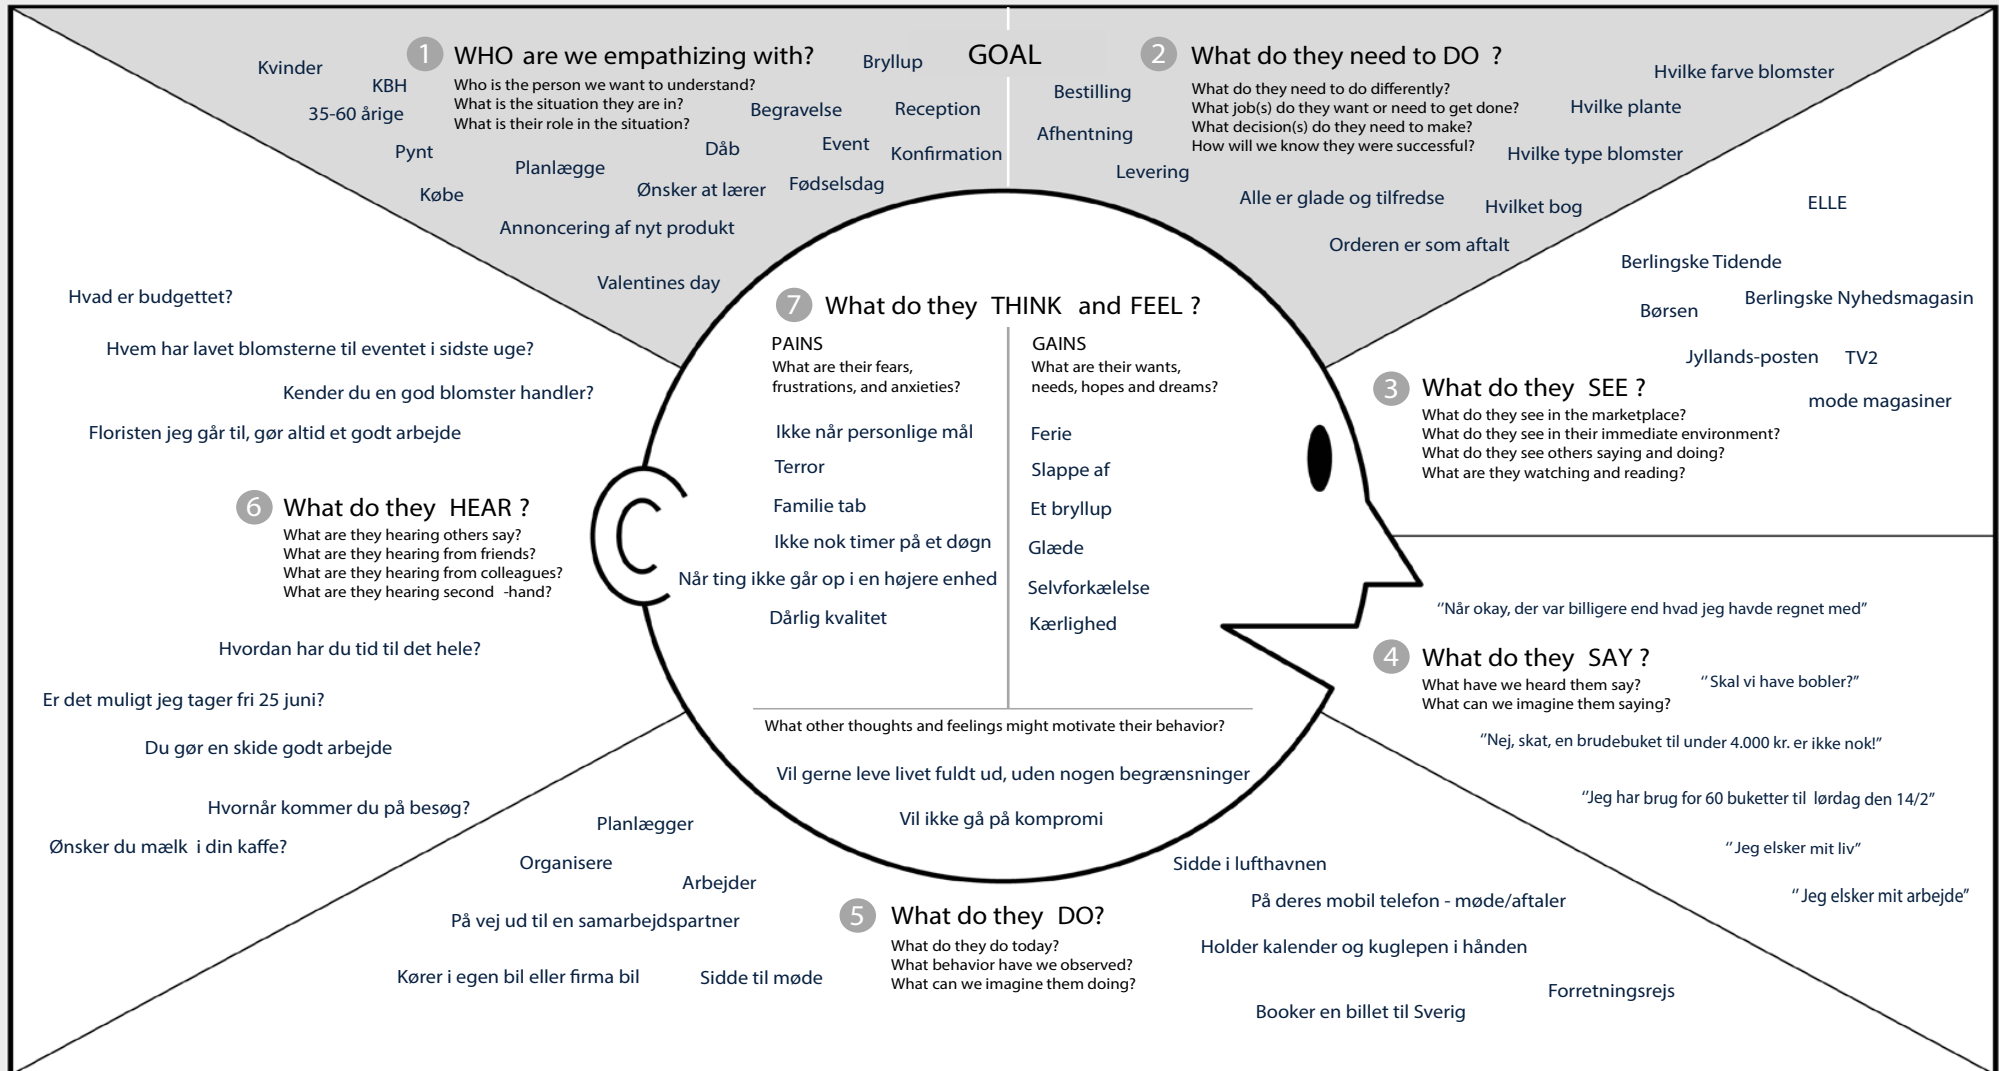 GOAL
1 WHO are we empathizing with?
Who is the person we want to understand?
What is the situation they are in?
What is their role in the situation?
Kvinder
KBH
35-60 årige
Pynt
Købe
Planlægge
Bryllup
Begravelse
Reception
Dåb
Event
Konfirmation
Ønsker at lærer
Fødselsdag
Annoncering af nyt produkt
Valentines day
2 What do they need to DO ?
What do they need to do differently?
What job(s) do they want or need to get done?
What decision(s) do they need to make?
How will we know they were successful?
Bestilling
Afhentning
Levering
Hvilke farve blomster
Hvilke plante
Hvilke type blomster
Alle er glade og tilfredse
Hvilket bog
Orderen er som aftalt
ELLE
Berlingske Tidende
Berlingske Nyhedsmagasin
Børsen
Jyllands-posten
TV2
mode magasiner
3 What do they SEE ?
What do they see in the marketplace?
What do they see in their immediate environment?
What do they see others saying and doing?
What are they watching and reading?
4 What do they SAY ?
What have we heard them say?
What can we imagine them saying?
‘’Når okay, der var billigere end hvad jeg havde regnet med’’
‘’Skal vi have bobler?’’
‘’Nej, skat, en brudebuket til under 4.000 kr. er ikke nok!’’
‘’Jeg har brug for 60 buketter til lørdag den 14/2’’
‘’Jeg elsker mit liv’’
‘’Jeg elsker mit arbejde’’
5 What do they DO?
What do they do today?
What behavior have we observed?
What can we imagine them doing?
Planlægger
Organisere
Arbejder
På vej ud til en samarbejdspartner
Kører i egen bil eller firma bil
Sidde til møde
Sidde i lufthavnen
På deres mobil telefon - møde/aftaler
Holder kalender og kuglepen i hånden
Forretningsrejs
Booker en billet til Sverig
Hvad er budgettet?
Hvem har lavet blomsterne til eventet i sidste uge?
Kender du en god blomster handler?
Floristen jeg går til, gør altid et godt arbejde
6 What do they HEAR ?
What are they hearing others say?
What are they hearing from friends?
What are they hearing from colleagues?
What are they hearing second -hand?
Hvordan har du tid til det hele?
Er det muligt jeg tager fri 25 juni?
Du gør en skide godt arbejde
Hvornår kommer du på besøg?
Ønsker du mælk i din kaffe?
7 What do they THINK and FEEL ?
PAINS
What are their fears,
frustrations, and anxieties?
Ikke når personlige mål
Terror
Familie tab
Ikke nok timer på et døgn
Når ting ikke går op i en højere enhed
Dårlig kvalitet
GAINS
What are their wants,
needs, hopes and dreams?
Ferie
Slappe af
Et bryllup
Glæde
Selvforkælelse
Kærlighed
What other thoughts and feelings might motivate their behavior?
Vil gerne leve livet fuldt ud, uden nogen begrænsninger
Vil ikke gå på kompromi